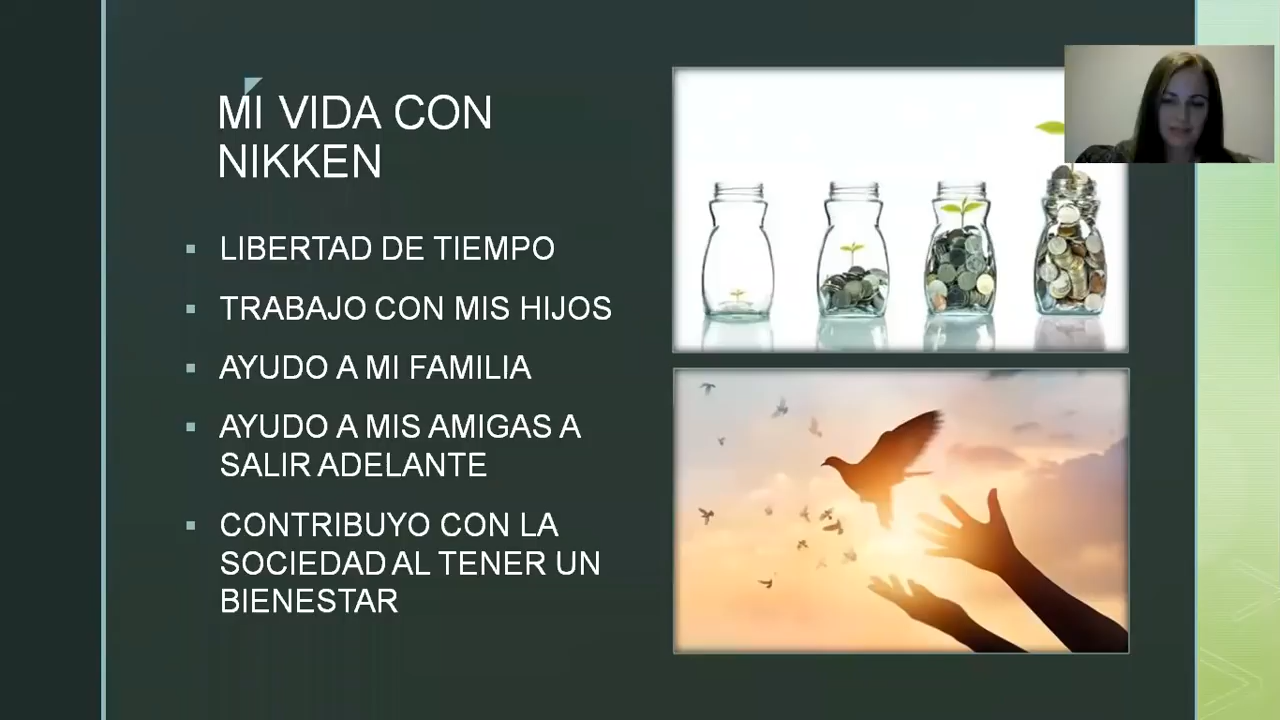 MI VIDA CON
NIKKEN
▪ LIBERTAD DE TIEMPO
▪ TRABAJO CON MIS HIJOS
▪ AYUDO A MI FAMILIA
▪ AYUDO A MIS AMIGAS A
SALIR ADELANTE
▪ CONTRIBUYO CON LA
SOCIEDAD AL TENER UN
BIENESTAR